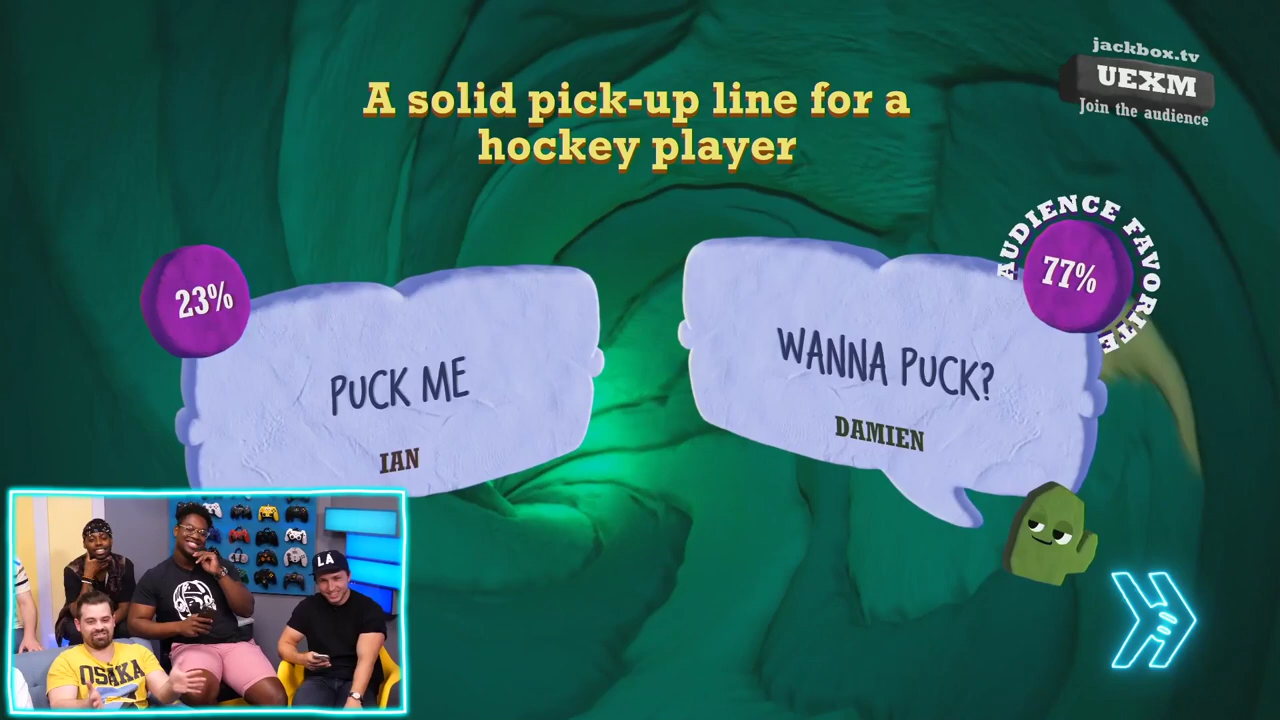 jackbox.tv
UEXM
Join the audience
A solid pick-up line for a
hockey player
AUDIENCE FAVORITE
23%
77%
PUCK ME
WANNA PUCK?
IAN
DAMIEN
LA
OSAKA